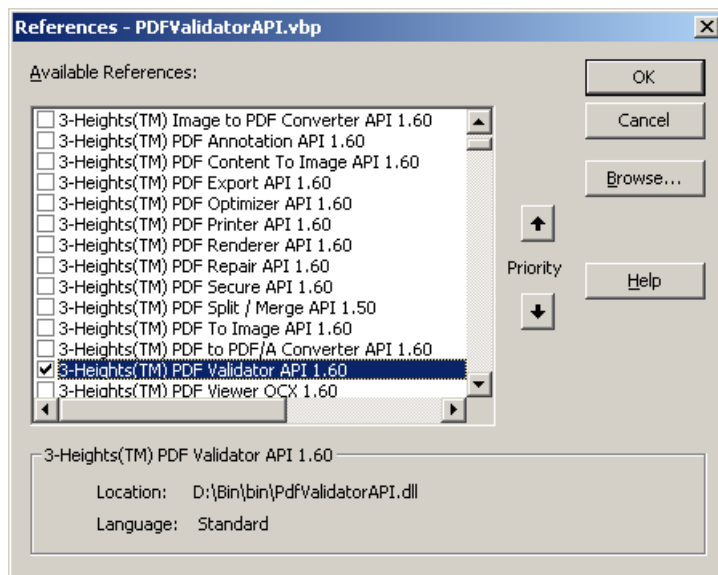 References - PDFValidatorAPI.vbp
Available References:
3-Heights(TM) Image to PDF Converter API 1.60
3-Heights(TM) PDF Annotation API 1.60
3-Heights(TM) PDF Content To Image API 1.60
3-Heights(TM) PDF Export API 1.60
3-Heights(TM) PDF Optimizer API 1.60
3-Heights(TM) PDF Printer API 1.60
3-Heights(TM) PDF Renderer API 1.60
3-Heights(TM) PDF Repair API 1.60
3-Heights(TM) PDF Secure API 1.60
3-Heights(TM) PDF Split / Merge API 1.50
3-Heights(TM) PDF To Image API 1.60
3-Heights(TM) PDF to PDF/A Converter API 1.60
3-Heights(TM) PDF Validator API 1.60
3-Heights(TM) PDF Viewer OCX 1.60
Priority
OK
Cancel
Browse...
Help
3-Heights(TM) PDF Validator API 1.60
Location: D:\Bin\bin\PdfValidatorAPI.dll
Language: Standard